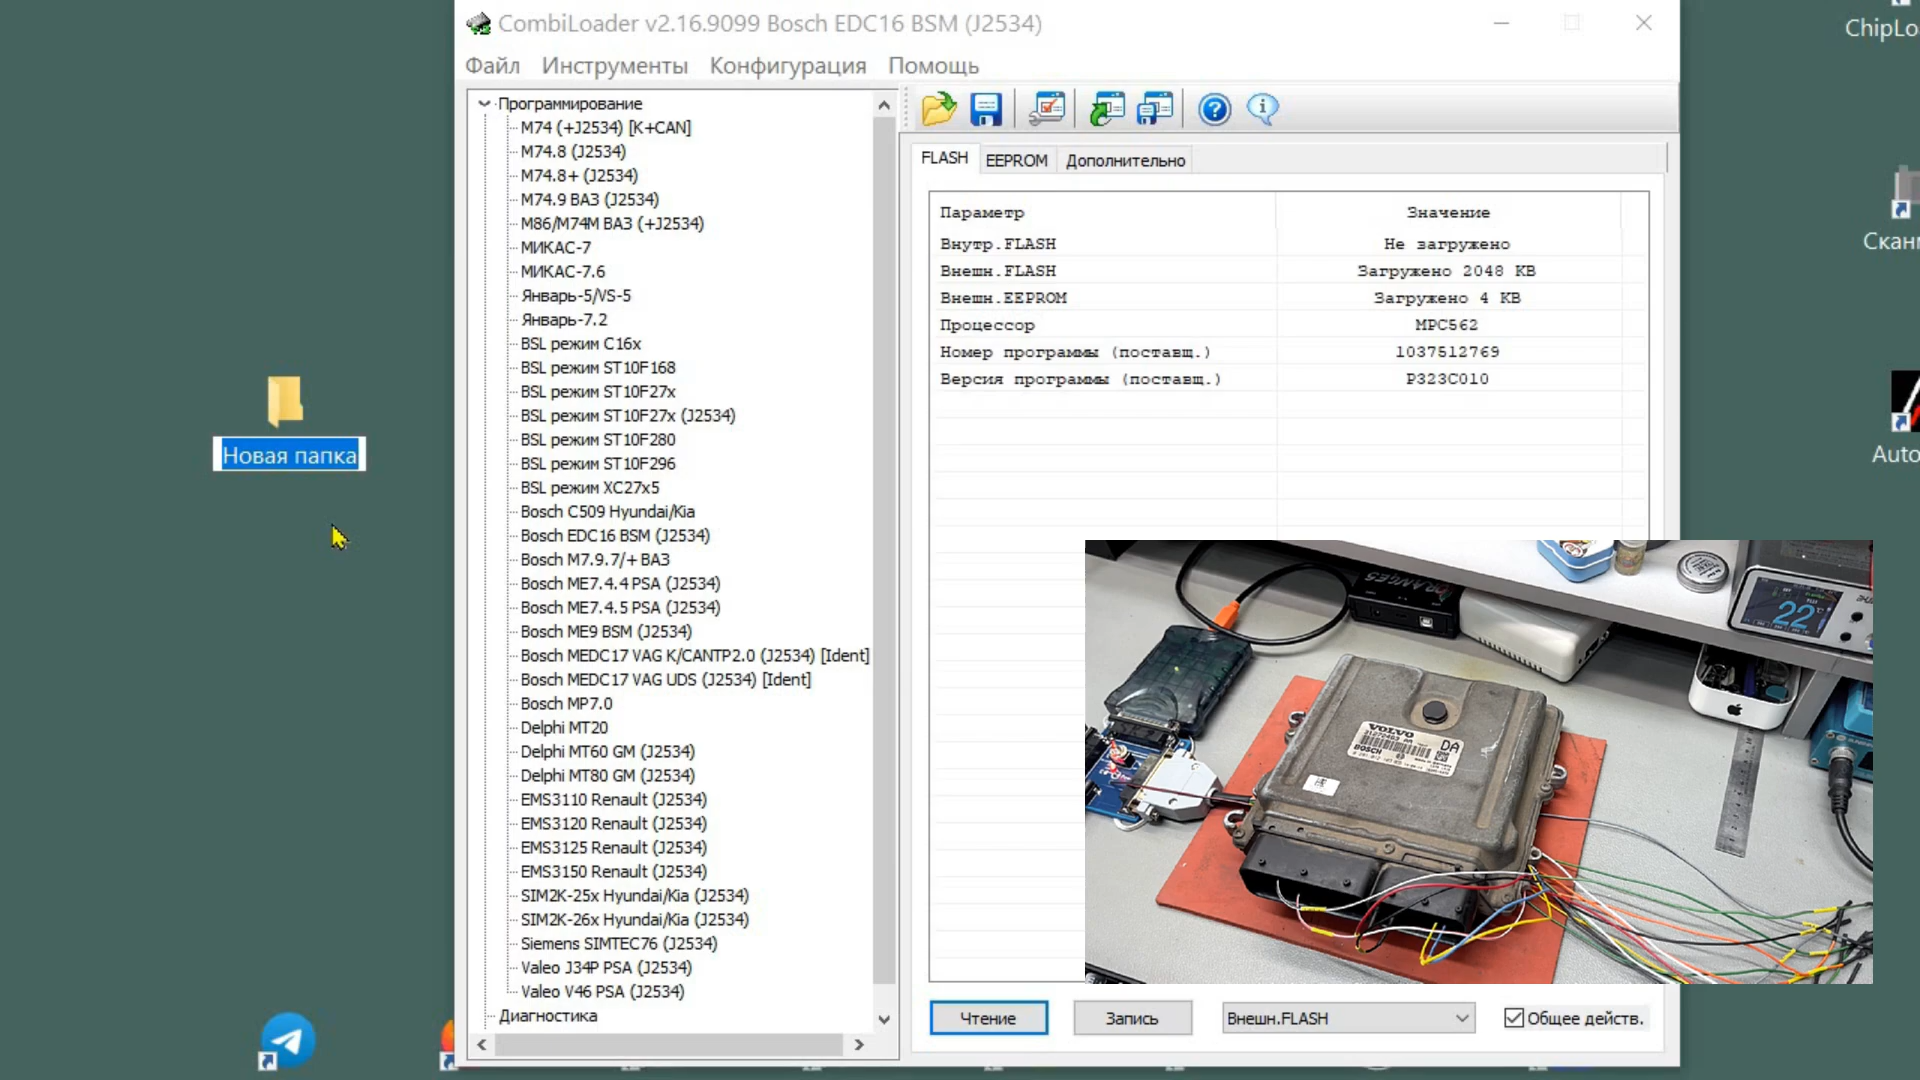 CombiLoader v2.16.9099 Bosch EDC16 BSM (J2534)
Файл Инструменты Конфигурация Помощь
Программирование
M74 (+J2534) [K+CAN]
M74.8 (J2534)
M74.8+ (J2534)
M74.9 ВАЗ (J2534)
M86/M74M ВАЗ (+J2534)
МИКАС-7
МИКАС-7.6
Январь-5/VS-5
Январь-7.2
BSL режим C16x
BSL режим ST10F168
BSL режим ST10F27x
BSL режим ST10F27x (J2534)
BSL режим ST10F280
BSL режим ST10F296
BSL режим XC27x5
Bosch C509 Hyundai/Kia
Bosch EDC16 BSM (J2534)
Bosch M7.9.7/+ ВАЗ
Bosch ME7.4.4 PSA (J2534)
Bosch ME7.4.5 PSA (J2534)
Bosch ME9 BSM (J2534)
Bosch MEDC17 VAG K/CANTP2.0 (J2534) [Ident]
Bosch MEDC17 VAG UDS (J2534) [Ident]
Bosch MP7.0
Delphi MT20
Delphi MT60 GM (J2534)
Delphi MT80 GM (J2534)
EMS3110 Renault (J2534)
EMS3120 Renault (J2534)
EMS3125 Renault (J2534)
EMS3150 Renault (J2534)
SIM2K-25x Hyundai/Kia (J2534)
SIM2K-26x Hyundai/Kia (J2534)
Siemens SIMTEC76 (J2534)
Valeo J34P PSA (J2534)
Valeo V46 PSA (J2534)
Диагностика
FLASH EEPROM Дополнительно
Параметр Значение
Внутр.FLASH Не загружено
Внешн.FLASH Загружено 2048 КВ
Внешн.EEPROM Загружено 4 КВ
Процессор MPC562
Номер программы (поставщ.) 1037512769
Версия программы (поставщ.) P323C010
Чтение Запись Внешн.FLASH Общее действ.
Новая папка
ChipLo
Скан
Auto
ORANGE5
22
VOLVO
BOSCH
DA